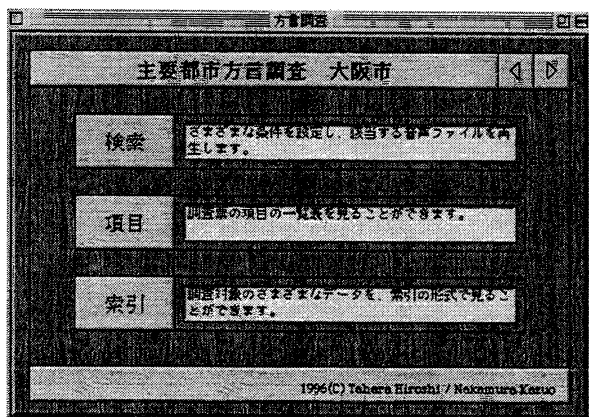 方言調査
主要都市方言調査 大阪市
検索
さまざまな条件を設定し、該当する音声ファイルを再
生します。
項目
調査票の項目の一覧表を見ることができます。
索引
調査対象のさまざまなデータを、索引の形式で見るこ
とができます。
1996(C) Tahara Hiroshi / Nakamura Kazuo